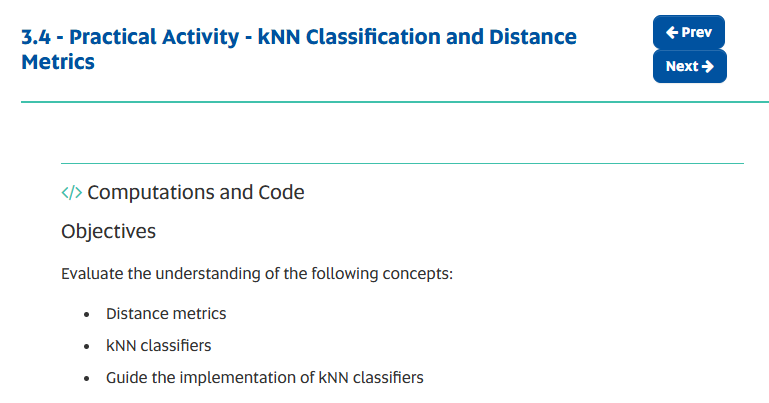 3.4 - Practical Activity - kNN Classification and Distance
Metrics
← Prev
Next →
</> Computations and Code
Objectives
Evaluate the understanding of the following concepts:
• Distance metrics
• kNN classifiers
• Guide the implementation of kNN classifiers